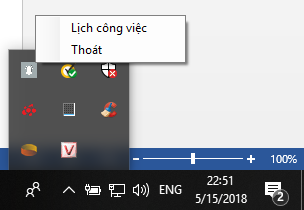 Lịch công việc
Thoát
V
100%
ENG
22:51
5/15/2018
2